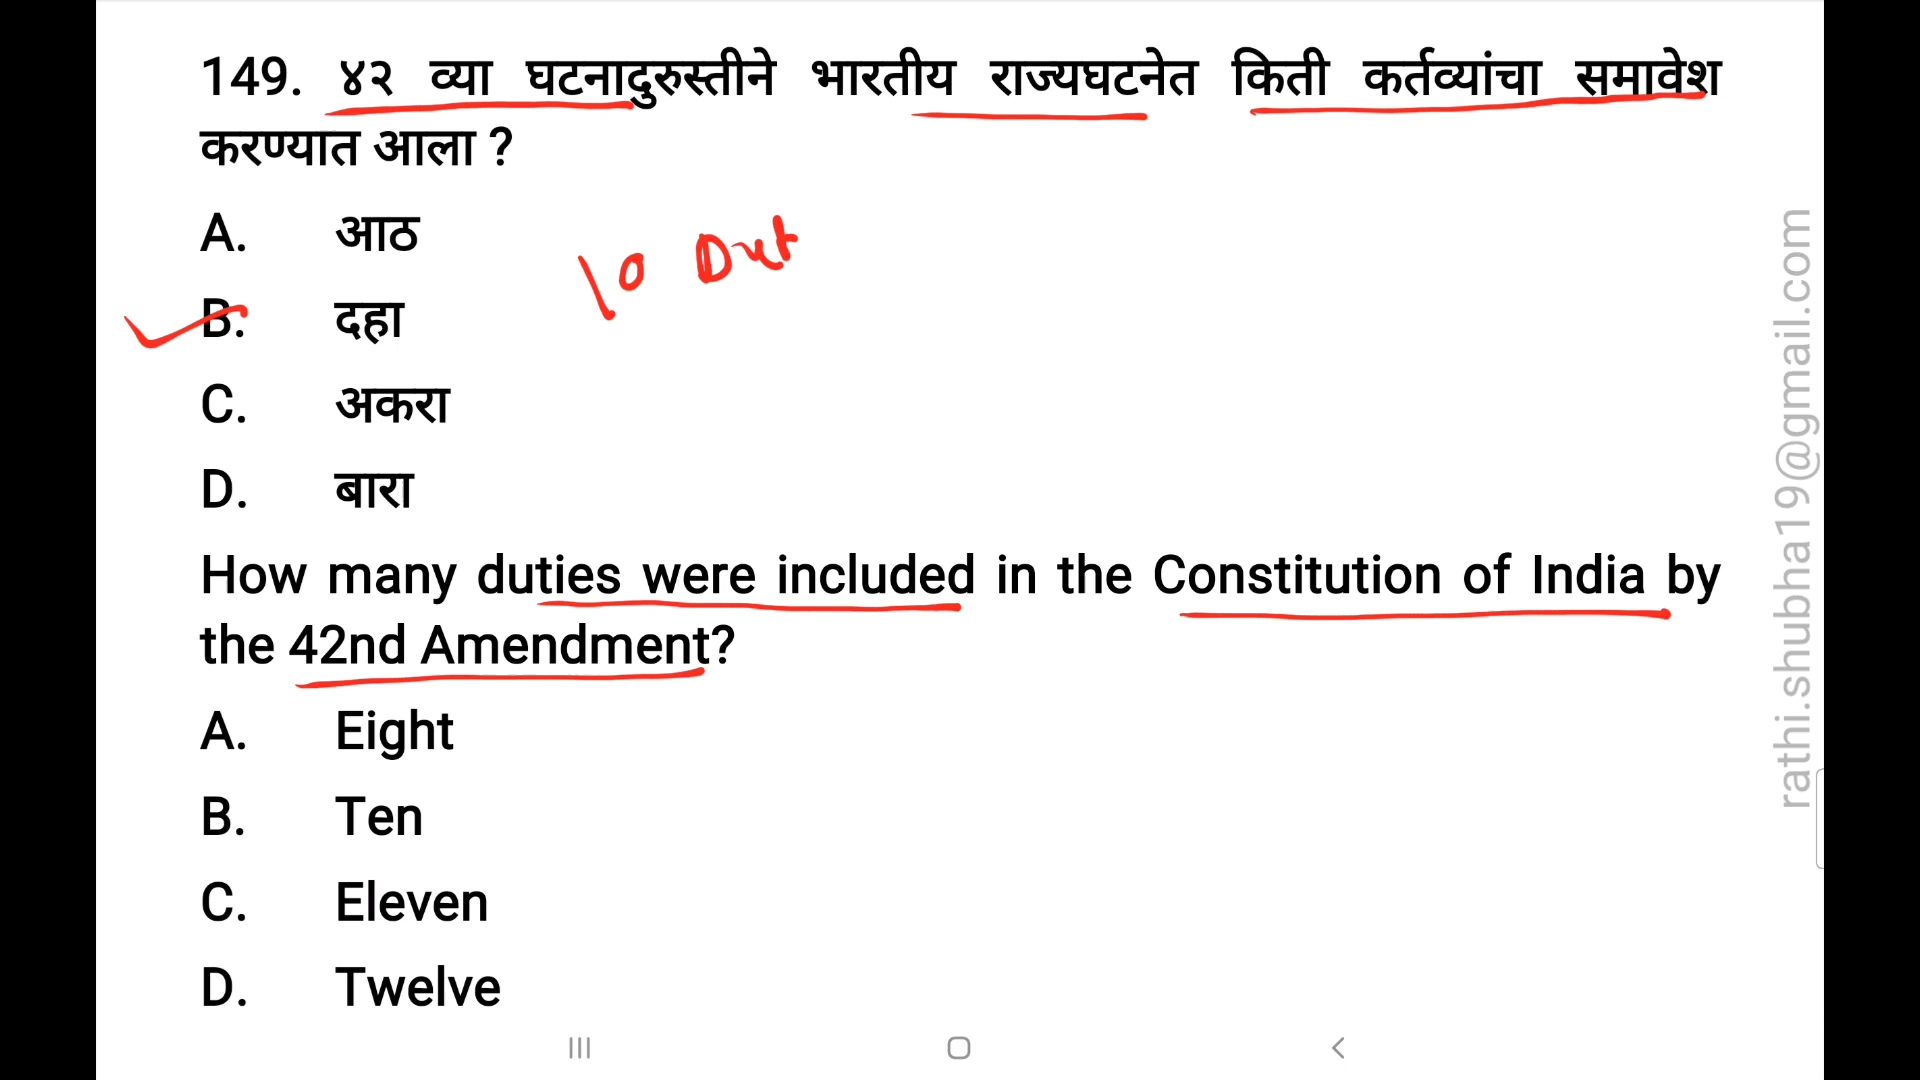 149. ४२ व्या घटनादुरुस्तीने भारतीय राज्यघटनेत किती कर्तव्यांचा समावेश
करण्यात आला ?
A. आठ
10 Dut
B. दहा
C. अकरा
D. बारा
How many duties were included in the Constitution of India by
the 42nd Amendment?
A. Eight
B. Ten
C. Eleven
D. Twelve
rathi.shubha19@gmail.com